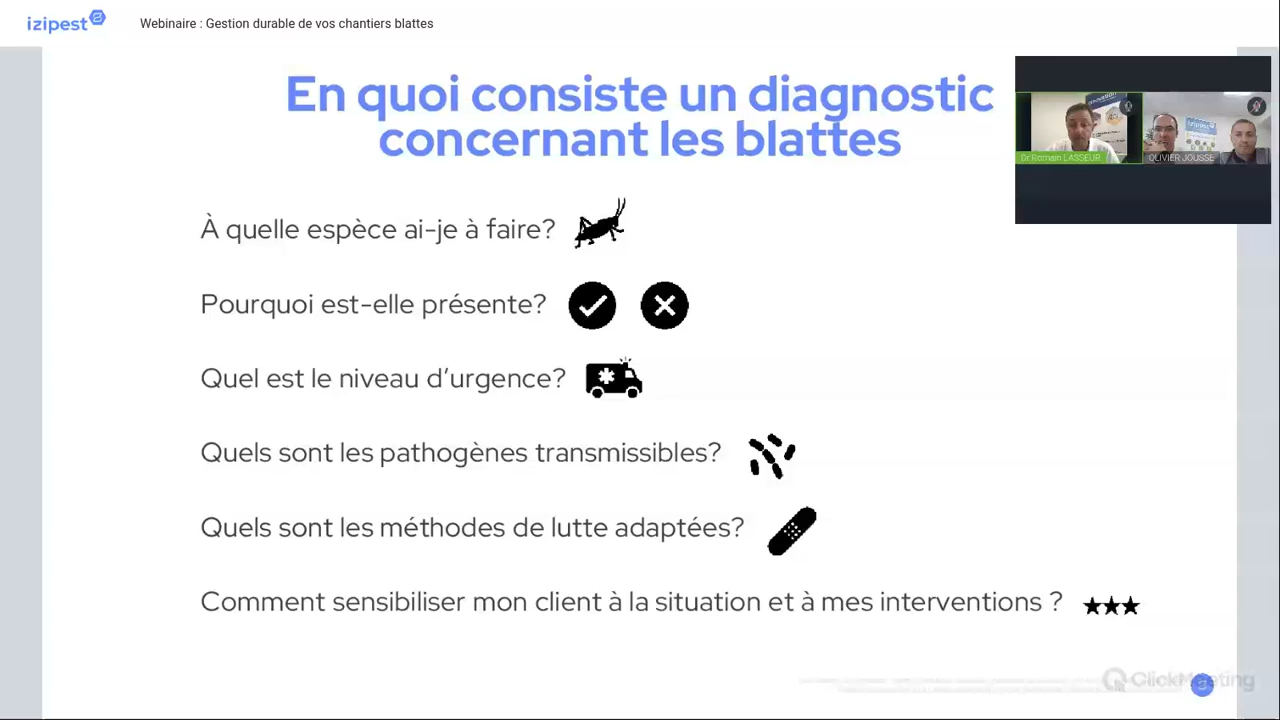 izipest
Webinaire : Gestion durable de vos chantiers blattes
En quoi consiste un diagnostic
concernant les blattes
Dr Romain LASSEUR
OLIVIER JOUSSE
À quelle espèce ai-je à faire?
Pourquoi est-elle présente?
Quel est le niveau d’urgence?
Quels sont les pathogènes transmissibles?
Quels sont les méthodes de lutte adaptées?
Comment sensibiliser mon client à la situation et à mes interventions ?
ClickMeeting